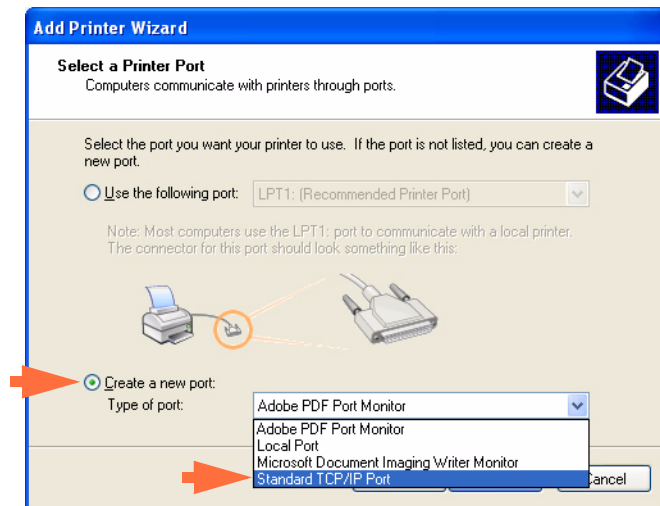 Add Printer Wizard
Select a Printer Port
Computers communicate with printers through ports.
Select the port you want your printer to use. If the port is not listed, you can create a
new port.
Use the following port:
LPT1: (Recommended Printer Port)
Note: Most computers use the LPT1: port to communicate with a local printer.
The connector for this port should look something like this:
Create a new port:
Type of port:
Adobe PDF Port Monitor
Adobe PDF Port Monitor
Local Port
Microsoft Document Imaging Writer Monitor
Standard TCP/IP Port
Cancel